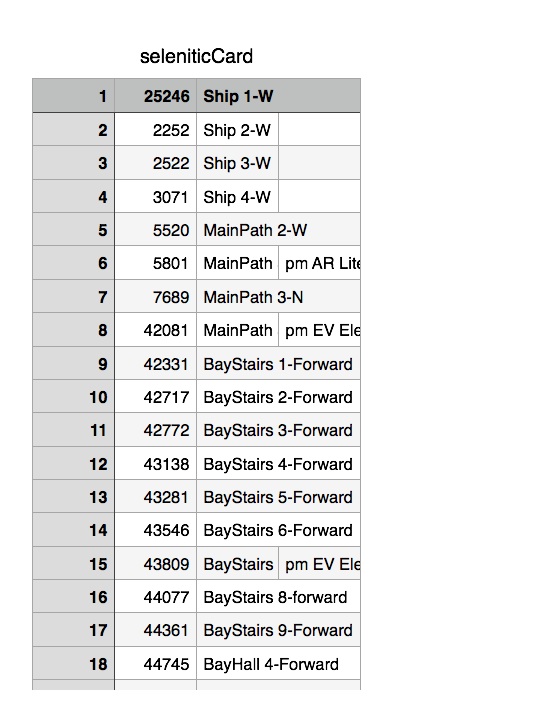 seleniticCard
1 25246 Ship 1-W
2 2252 Ship 2-W
3 2522 Ship 3-W
4 3071 Ship 4-W
5 5520 MainPath 2-W
6 5801 MainPath pm AR Lite
7 7689 MainPath 3-N
8 42081 MainPath pm EV Ele
9 42331 BayStairs 1-Forward
10 42717 BayStairs 2-Forward
11 42772 BayStairs 3-Forward
12 43138 BayStairs 4-Forward
13 43281 BayStairs 5-Forward
14 43546 BayStairs 6-Forward
15 43809 BayStairs pm EV Ele
16 44077 BayStairs 8-forward
17 44361 BayStairs 9-Forward
18 44745 BayHall 4-Forward